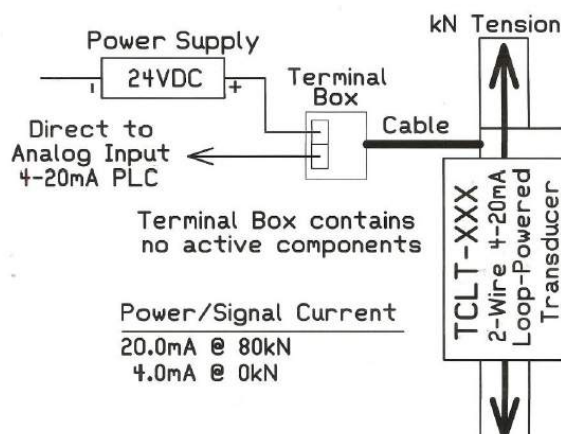 kN Tension
Power Supply
24VDC
- +
Terminal
Box
Cable
Direct to
Analog Input
4-20mA PLC
Terminal Box contains
no active components
TCLT-XXX
2-Wire 4-20mA
Loop-Powered
Transducer
Power/Signal Current
20.0mA @ 80kN
4.0mA @ 0kN